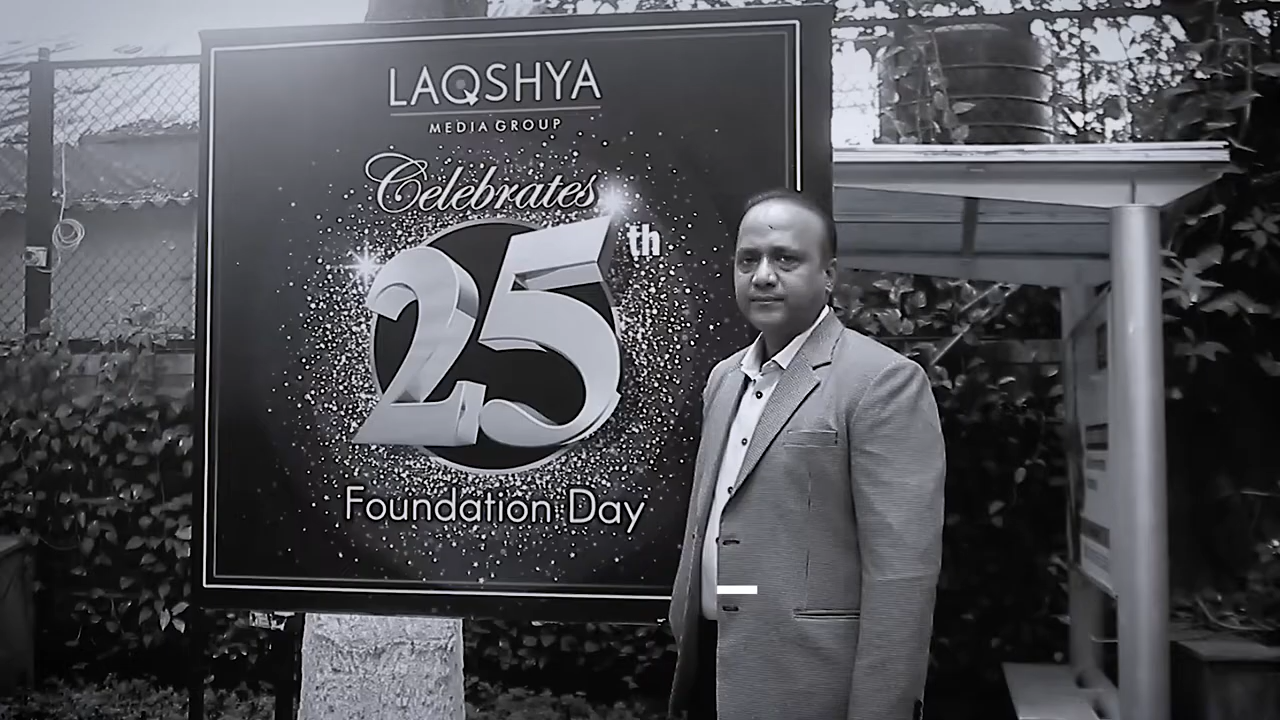 LAQSHYA
MEDIA GROUP
Celebrates
25th
Foundation Day